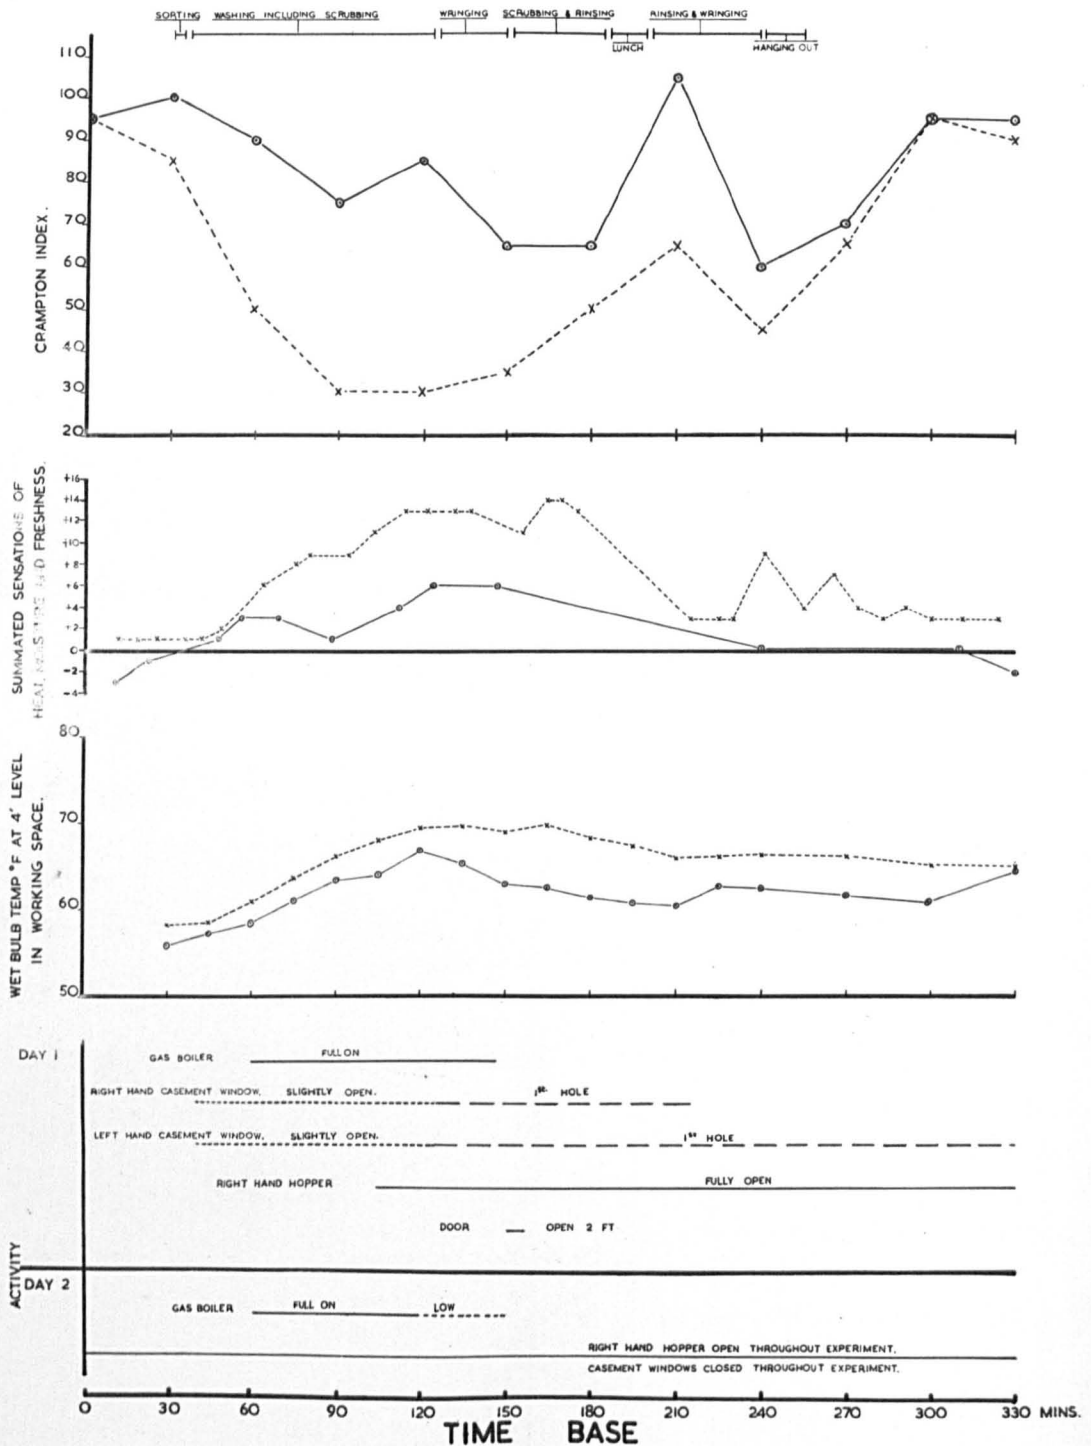 SORTING WASHING INCLUDING SCRUBBING WRINGING SCRUBBING & RINSING RINSING & WRINGING
LUNCH HANGING OUT
110
100
90
80
70
60
50
40
30
20
CRAMPTON INDEX.
+16
+14
+12
+10
+8
+6
+4
+2
0
-2
-4
SUMMATED SENSATIONS OF
HEAT, MOISTURE AND FRESHNESS.
80
70
60
50
WET BULB TEMP °F AT 4' LEVEL
IN WORKING SPACE.
DAY 1
GAS BOILER FULL ON
RIGHT HAND CASEMENT WINDOW. SLIGHTLY OPEN. 1st. HOLE
LEFT HAND CASEMENT WINDOW. SLIGHTLY OPEN. 1st HOLE
RIGHT HAND HOPPER FULLY OPEN
DOOR OPEN 2 FT
ACTIVITY
DAY 2
GAS BOILER FULL ON LOW
RIGHT HAND HOPPER OPEN THROUGHOUT EXPERIMENT.
CASEMENT WINDOWS CLOSED THROUGHOUT EXPERIMENT.
0 30 60 90 120 150 180 210 240 270 300 330 MINS.
TIME BASE